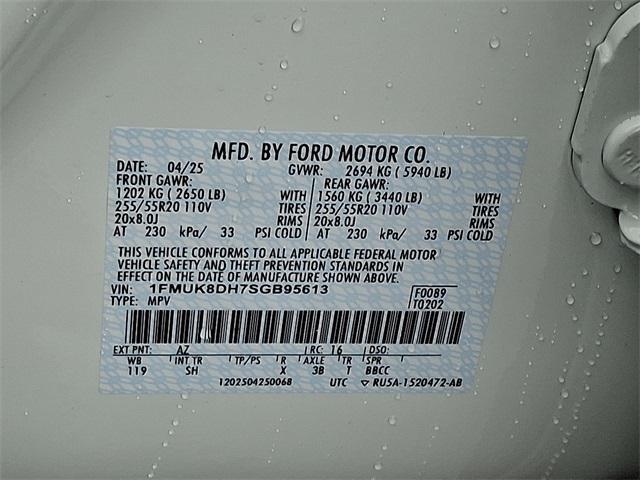 MFD. BY FORD MOTOR CO.
DATE: 04/25 GVWR: 2694 KG ( 5940 LB)
FRONT GAWR: REAR GAWR:
1202 KG ( 2650 LB) WITH 1560 KG ( 3440 LB) WITH
255/55R20 110V TIRES 255/55R20 110V TIRES
20x8.0J RIMS 20x8.0J RIMS
AT 230 kPa/ 33 PSI COLD AT 230 kPa/ 33 PSI COLD
THIS VEHICLE CONFORMS TO ALL APPLICABLE FEDERAL MOTOR
VEHICLE SAFETY AND THEFT PREVENTION STANDARDS IN
EFFECT ON THE DATE OF MANUFACTURE SHOWN ABOVE.
VIN: 1FMUK8DH7SGB95613 F0089
TYPE: MPV T0202
EXT PNT: AZ RC: 16 DSO:
WB INT TR TP/PS R AXLE TR SPR
119 SH X 3B T BBCC
1202504250068 UTC ▽ RU5A-1520472-AB